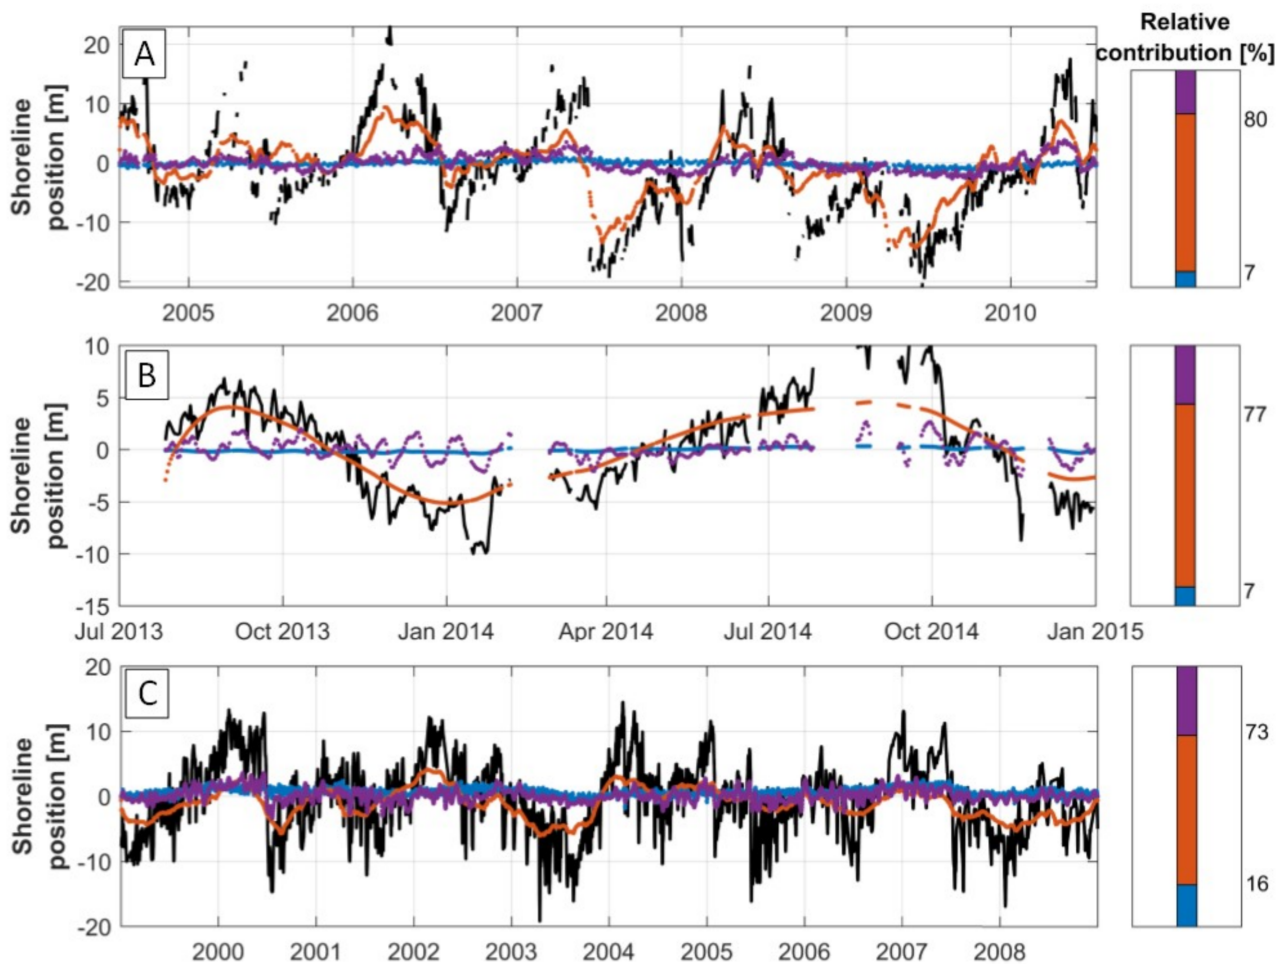 Relative
contribution [%]
A
Shoreline
position [m]
20
10
0
-10
-20
2005 2006 2007 2008 2009 2010
80
7
B
Shoreline
position [m]
10
5
0
-5
-10
-15
Jul 2013 Oct 2013 Jan 2014 Apr 2014 Jul 2014 Oct 2014 Jan 2015
77
7
C
Shoreline
position [m]
20
10
0
-10
-20
2000 2001 2002 2003 2004 2005 2006 2007 2008
73
16